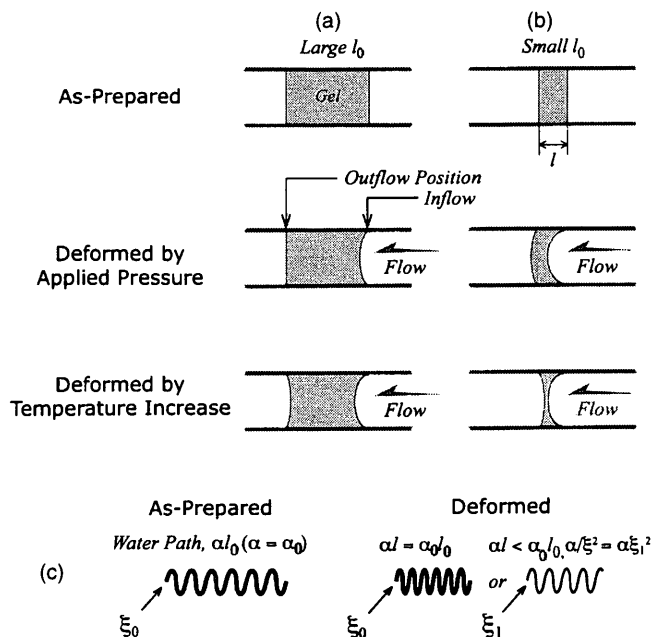 (a) (b)
Large l₀ Small l₀
As-Prepared
Gel
l
Outflow Position
Inflow
Deformed by
Applied Pressure
Flow Flow
Deformed by
Temperature Increase
Flow Flow
As-Prepared Deformed
Water Path, αl₀ (α = α₀) αl = α₀l₀ αl < α₀l₀, α/ξ² = αξ₁²
(c) or
ξ₀ ξ₀ ξ₁